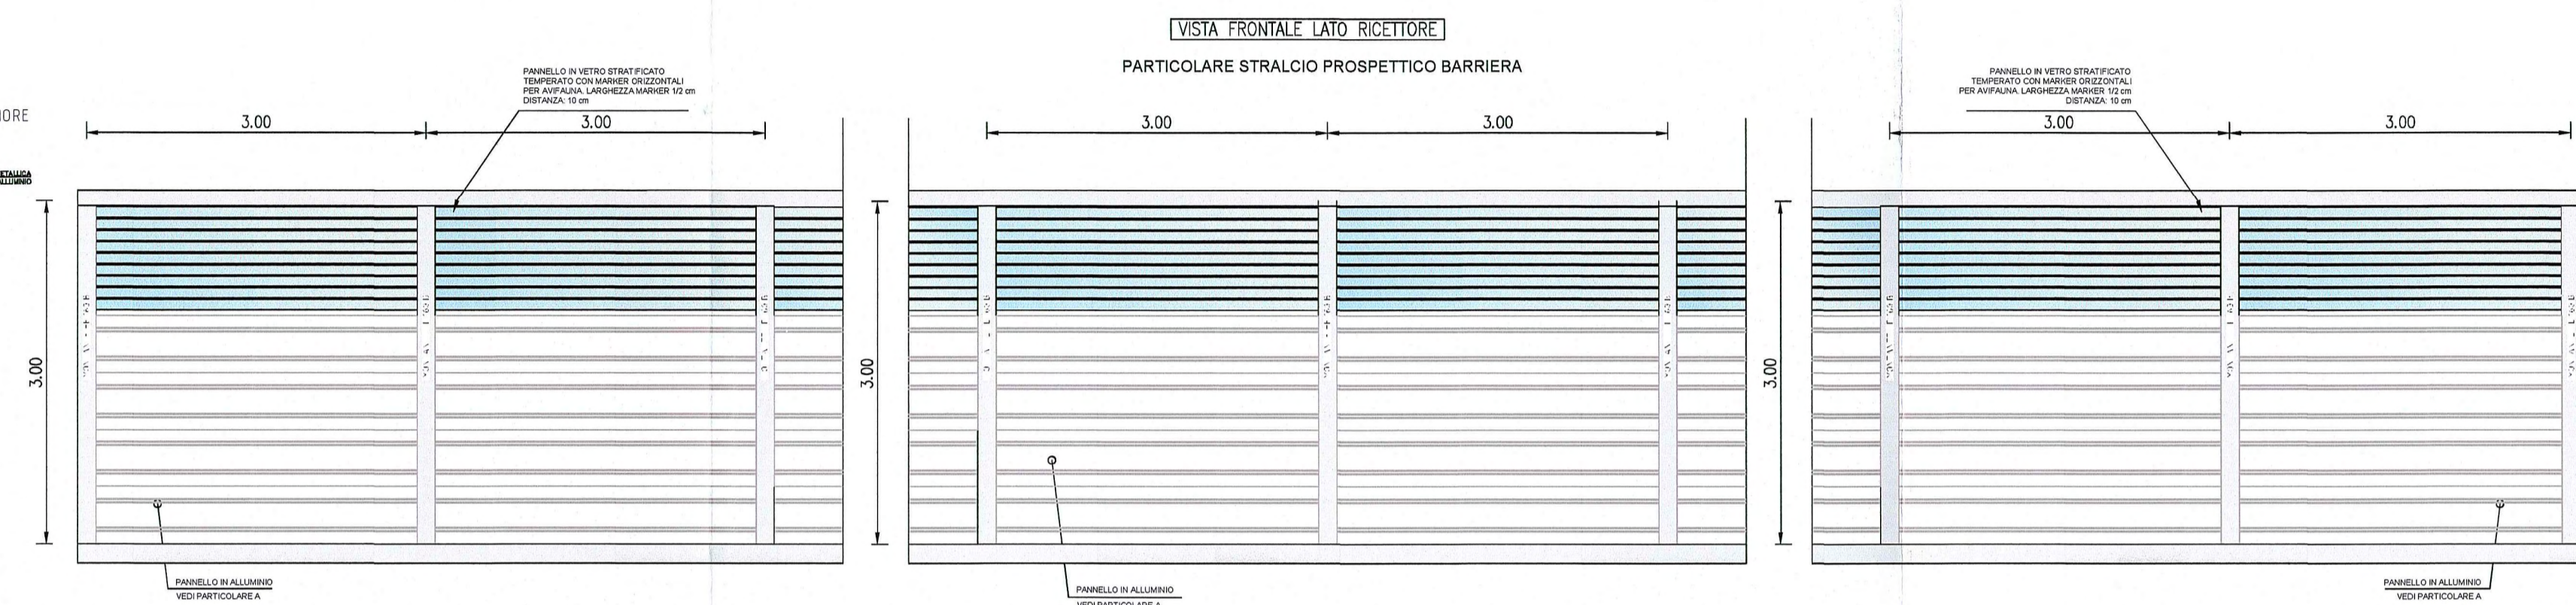 VISTA FRONTALE LATO RICETTORE
PARTICOLARE STRALCIO PROSPETTICO BARRIERA
PANNELLO IN VETRO STRATIFICATO
TEMPERATO CON MARKER ORIZZONTALI
PER AVIFAUNA. LARGHEZZA MARKER 1/2 cm
DISTANZA: 10 cm
PANNELLO IN VETRO STRATIFICATO
TEMPERATO CON MARKER ORIZZONTALI
PER AVIFAUNA. LARGHEZZA MARKER 1/2 cm
DISTANZA: 10 cm
3.00
3.00
3.00
3.00
3.00
3.00
3.00
3.00
3.00
PANNELLO IN ALLUMINIO
VEDI PARTICOLARE A
PANNELLO IN ALLUMINIO
VEDI PARTICOLARE A
PANNELLO IN ALLUMINIO
VEDI PARTICOLARE A